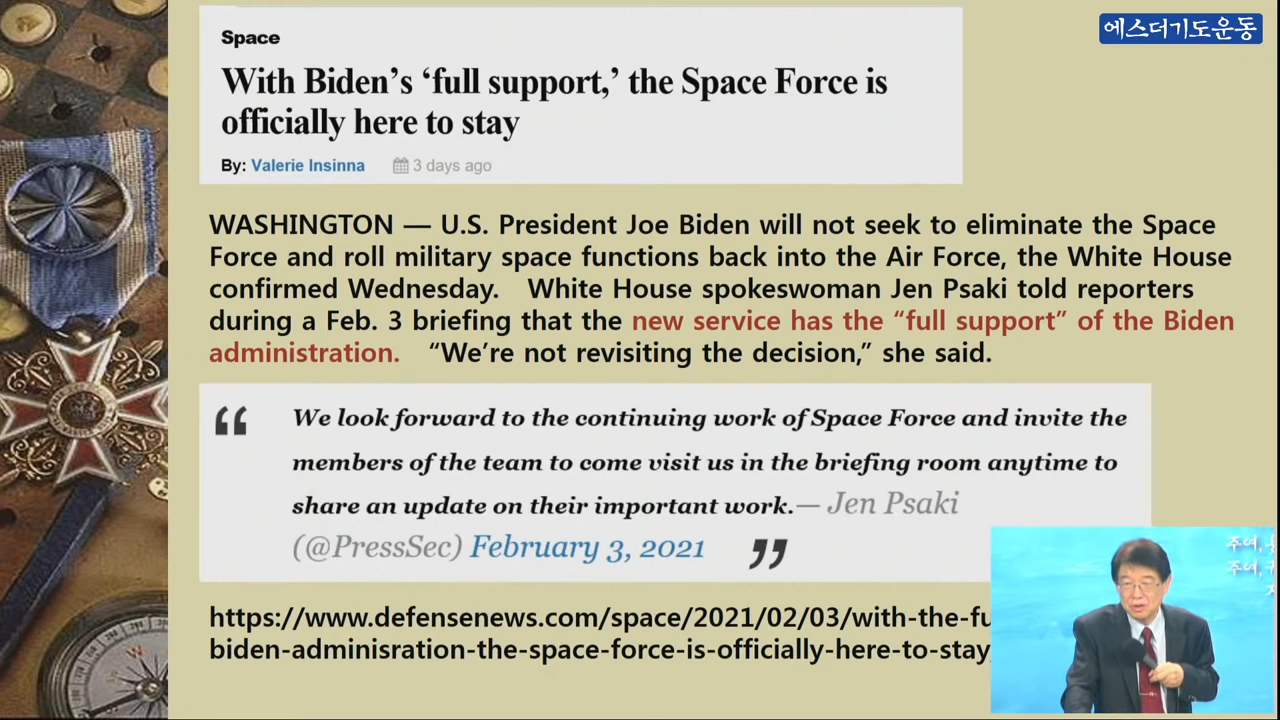 에스더기도운동
Space
With Biden's 'full support,' the Space Force is
officially here to stay
By: Valerie Insinna 3 days ago
WASHINGTON — U.S. President Joe Biden will not seek to eliminate the Space
Force and roll military space functions back into the Air Force, the White House
confirmed Wednesday. White House spokeswoman Jen Psaki told reporters
during a Feb. 3 briefing that the new service has the “full support” of the Biden
administration. “We’re not revisiting the decision,” she said.
“ We look forward to the continuing work of Space Force and invite the
members of the team to come visit us in the briefing room anytime to
share an update on their important work.— Jen Psaki
(@PressSec) February 3, 2021 ”
https://www.defensenews.com/space/2021/02/03/with-the-fu
biden-adminisration-the-space-force-is-officially-here-to-stay
주여,
주여,